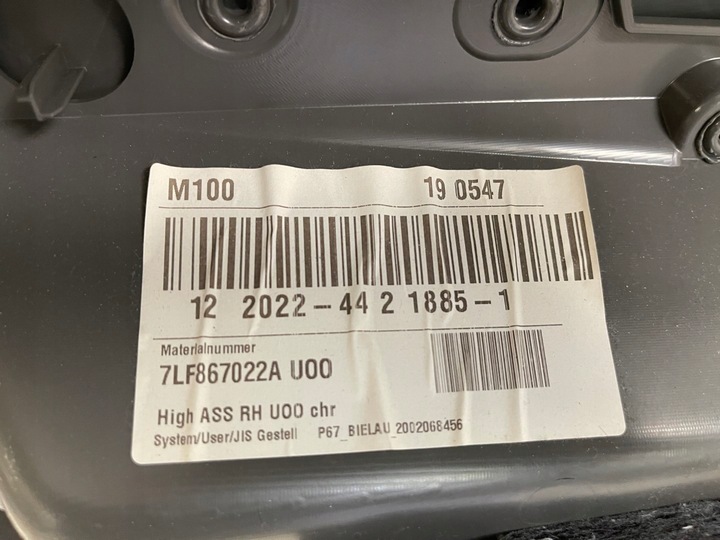 M100 19 0547
12 2022-44 2 1885-1
Materialnummer
7LF867022A U00
High ASS RH U00 chr
System/User/JIS Gestell P67_BIELAU_2002068456